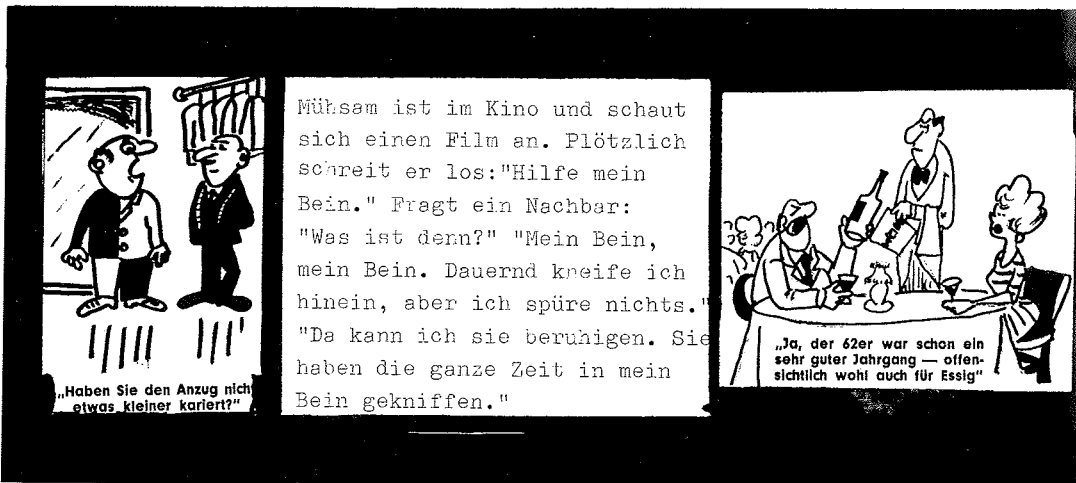 „Haben Sie den Anzug nicht
etwas kleiner kariert?"
Mühsam ist im Kino und schaut
sich einen Film an. Plötzlich
schreit er los:"Hilfe mein
Bein." Fragt ein Nachbar:
"Was ist denn?" "Mein Bein,
mein Bein. Dauernd kneife ich
hinein, aber ich spüre nichts."
"Da kann ich sie beruhigen. Sie
haben die ganze Zeit in mein
Bein gekniffen."
„Ja, der 62er war schon ein
sehr guter Jahrgang — offen-
sichtlich wohl auch für Essig"